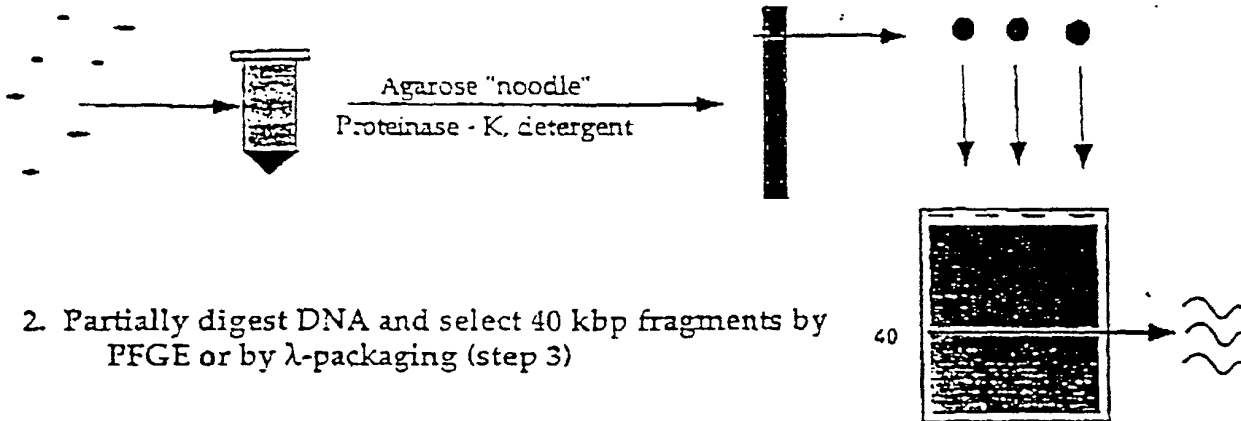 Agarose "noodle"
Proteinase - K, detergent
2. Partially digest DNA and select 40 kbp fragments by
PFGE or by λ-packaging (step 3)
40